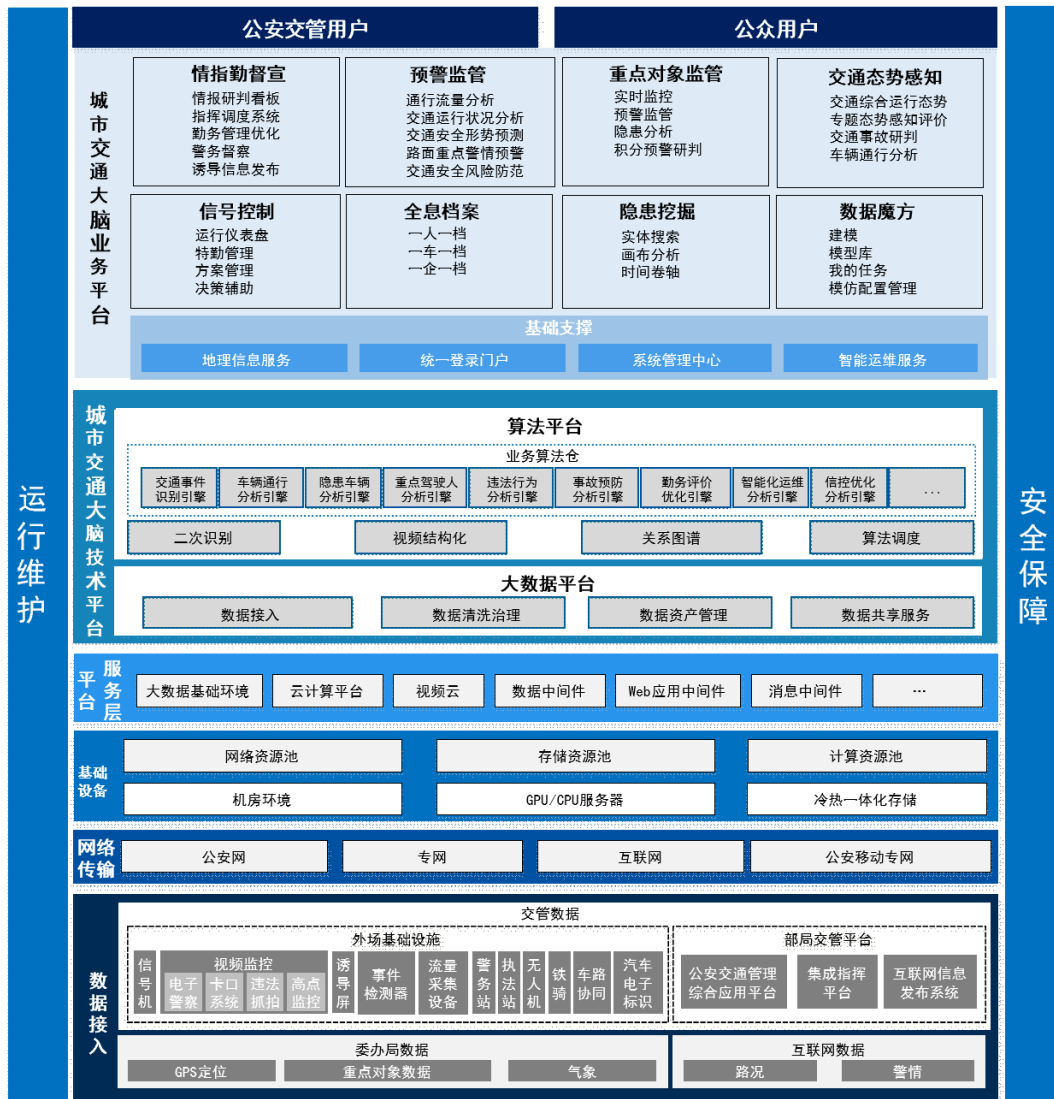 公安交管用户
公众用户
运行维护
安全保障
城市交通大脑业务平台
情指勤督宣
情报研判看板
指挥调度系统
勤务管理优化
警务督察
诱导信息发布
预警监管
通行流量分析
交通运行状况分析
交通安全形势预测
路面重点警情预警
交通安全风险防范
重点对象监管
实时监控
预警监管
隐患分析
积分预警研判
交通态势感知
交通综合运行态势
专题态势感知评价
交通事故研判
车辆通行分析
信号控制
运行仪表盘
特勤管理
方案管理
决策辅助
全息档案
一人一档
一车一档
一企一档
隐患挖掘
实体搜索
画布分析
时间卷轴
数据魔方
建模
模型库
我的任务
模仿配置管理
基础支撑
地理信息服务
统一登录门户
系统管理中心
智能运维服务
城市交通大脑技术平台
算法平台
业务算法仓
交通事件
识别引擎
车辆通行
分析引擎
隐患车辆
分析引擎
重点驾驶人
分析引擎
违法行为
分析引擎
事故预防
分析引擎
勤务评价
优化引擎
智能化运维
分析引擎
信控优化
分析引擎
...
二次识别
视频结构化
关系图谱
算法调度
大数据平台
数据接入
数据清洗治理
数据资产管理
数据共享服务
平台
服务层
大数据基础环境
云计算平台
视频云
数据中间件
Web应用中间件
消息中间件
...
基础
设备
网络资源池
存储资源池
计算资源池
机房环境
GPU/CPU服务器
冷热一体化存储
网络
传输
公安网
专网
互联网
公安移动专网
数据接入
交管数据
外场基础设施
信号机
视频监控
电子
警察
卡口
系统
违法
抓拍
高点
监控
诱导屏
事件
检测器
流量
采集
设备
警务站
执法站
无人机
铁骑
车路
协同
汽车
电子
标识
部局交管平台
公安交通管理
综合应用平台
集成指挥
平台
互联网信息
发布系统
委办局数据
GPS定位
重点对象数据
气象
互联网数据
路况
警情